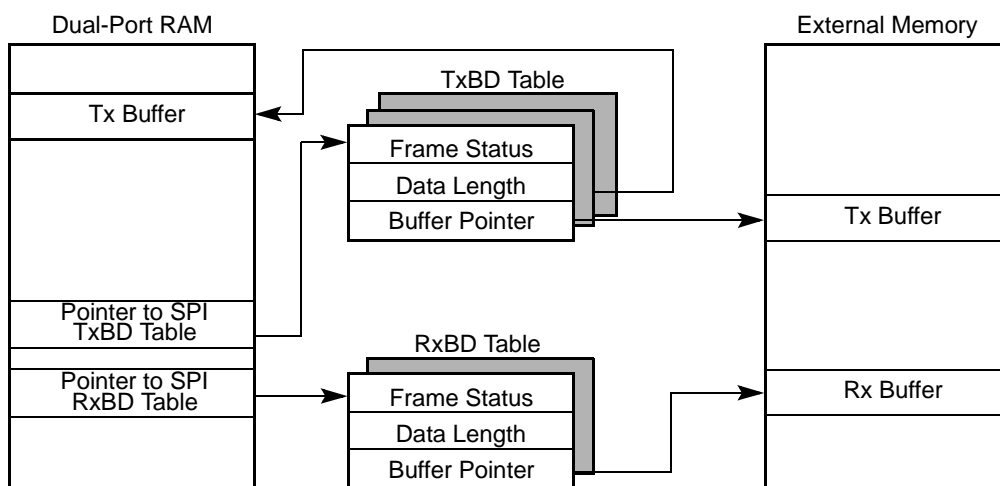 Dual-Port RAM
External Memory
TxBD Table
Tx Buffer
Frame Status
Data Length
Buffer Pointer
Tx Buffer
Pointer to SPI
TxBD Table
RxBD Table
Pointer to SPI
RxBD Table
Frame Status
Data Length
Buffer Pointer
Rx Buffer